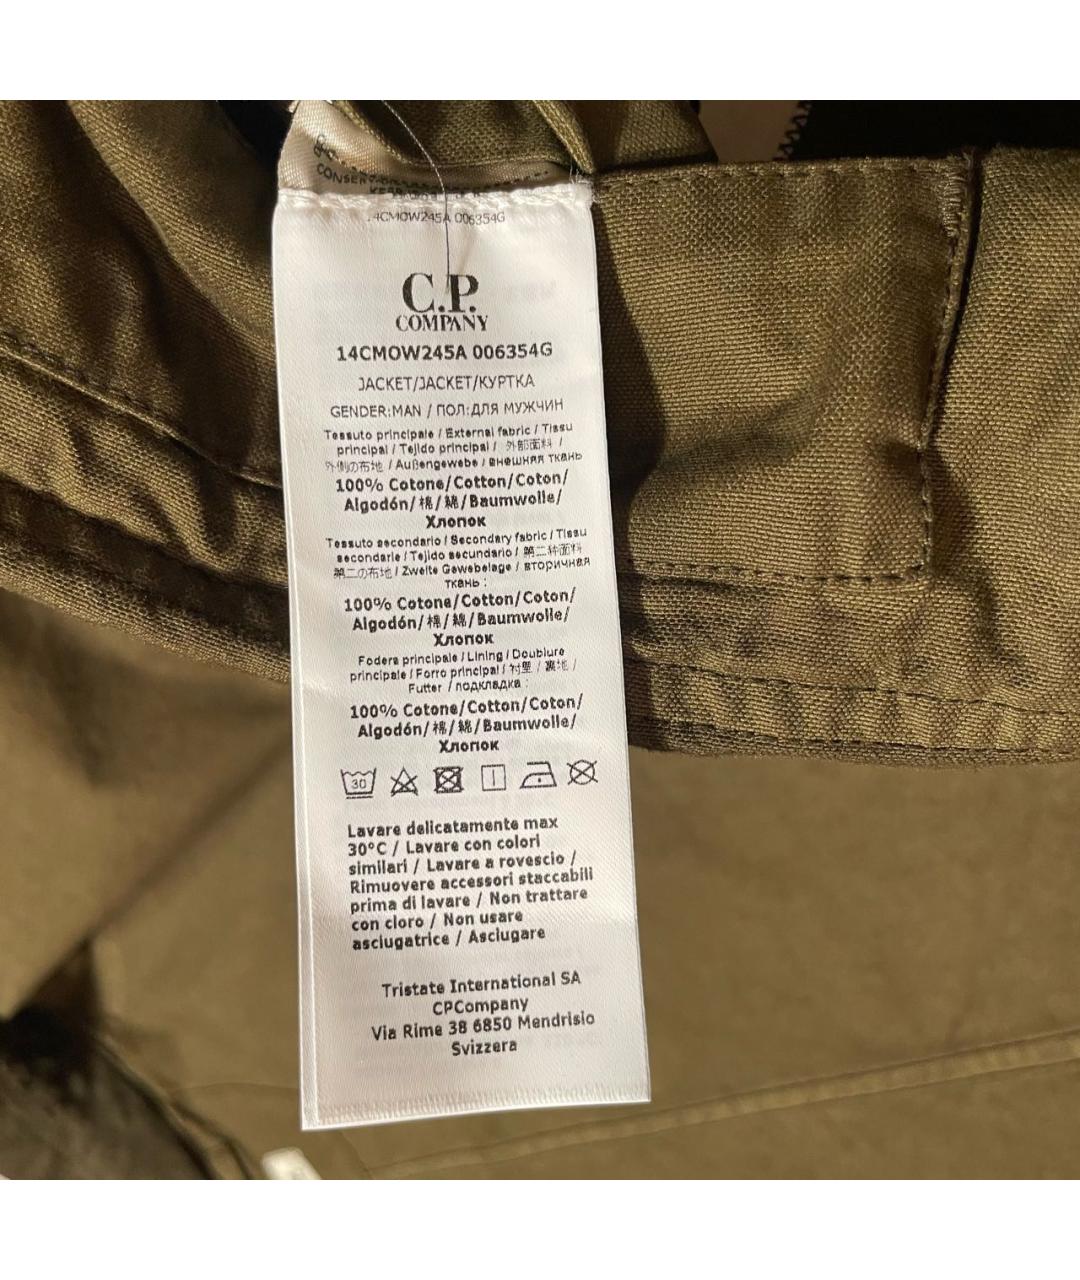 CONSER
14CMOW245A 006354G
C.P.
COMPANY
14CMOW245A 006354G
JACKET/JACKET/КУРТКА
GENDER:MAN / ПОЛ:ДЛЯ МУЖЧИН
Tessuto principale / External fabric / Tissu
principal / Tejido principal / 外部面料 /
外側の布地 / Außengewebe / внешняя ткань
100% Cotone/Cotton/Coton/
Algodón/棉/綿/Baumwolle/
Хлопок
Tessuto secondario / Secondary fabric / Tissu
secondarie / Tejido secundario / 第二种面料
第二の布地 / Zweite Gewebelage / вторичная
ткань :
100% Cotone/Cotton/Coton/
Algodón/棉/綿/Baumwolle/
Хлопок
Fodera principale / Lining / Doublure
principale / Forro principal / 衬里 / 裏地 /
Futter / подкладка :
100% Cotone/Cotton/Coton/
Algodón/棉/綿/Baumwolle/
Хлопок
30
Lavare delicatamente max
30°C / Lavare con colori
similari / Lavare a rovescio /
Rimuovere accessori staccabili
prima di lavare / Non trattare
con cloro / Non usare
asciugatrice / Asciugare
Tristate International SA
CPCompany
Via Rime 38 6850 Mendrisio
Svizzera